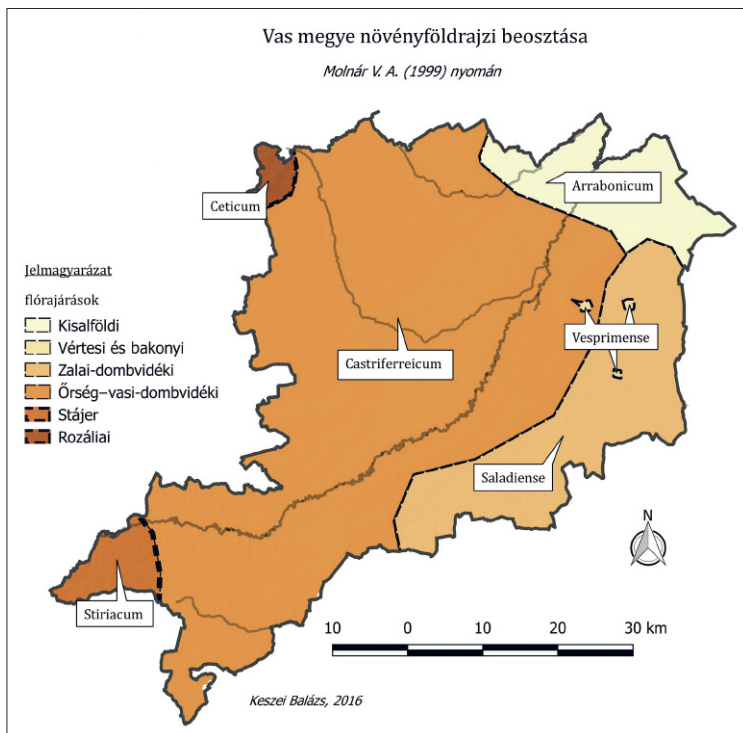 Vas megye növényföldrajzi beosztása
Molnár V. A. (1999) nyomán
Ceticum
Arrabonicum
Jelmagyarázat
flórajárások
Kisalföldi
Vértesi és bakonyi
Zalai-dombvidéki
Őrség–vasi-dombvidéki
Stájer
Rozáliai
Vesprimense
Castriferreicum
Saladiense
N
Stiriacum
10 0 10 20 30 km
Keszei Balázs, 2016